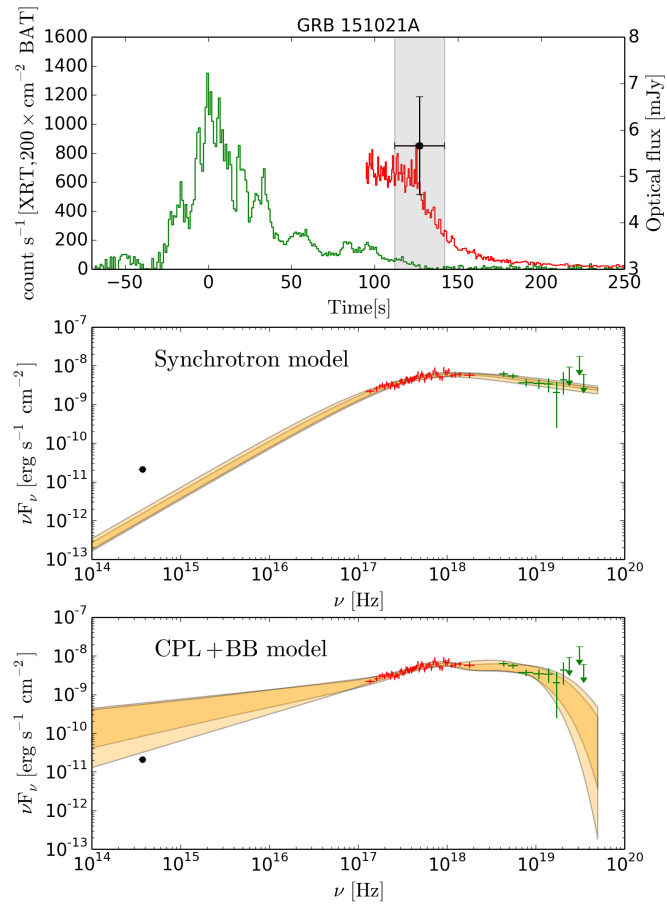 GRB 151021A
count s⁻¹ [XRT, 200 × cm⁻² BAT]
1600
1400
1200
1000
800
600
400
200
0
8
7
6
5
4
3
Optical flux [mJy]
−50 0 50 100 150 200 250
Time[s]
Synchrotron model
νFν [erg s⁻¹ cm⁻²]
10⁻⁷
10⁻⁸
10⁻⁹
10⁻¹⁰
10⁻¹¹
10⁻¹²
10⁻¹³
10¹⁴ 10¹⁵ 10¹⁶ 10¹⁷ 10¹⁸ 10¹⁹ 10²⁰
ν [Hz]
CPL+BB model
νFν [erg s⁻¹ cm⁻²]
10⁻⁷
10⁻⁸
10⁻⁹
10⁻¹⁰
10⁻¹¹
10⁻¹²
10⁻¹³
10¹⁴ 10¹⁵ 10¹⁶ 10¹⁷ 10¹⁸ 10¹⁹ 10²⁰
ν [Hz]